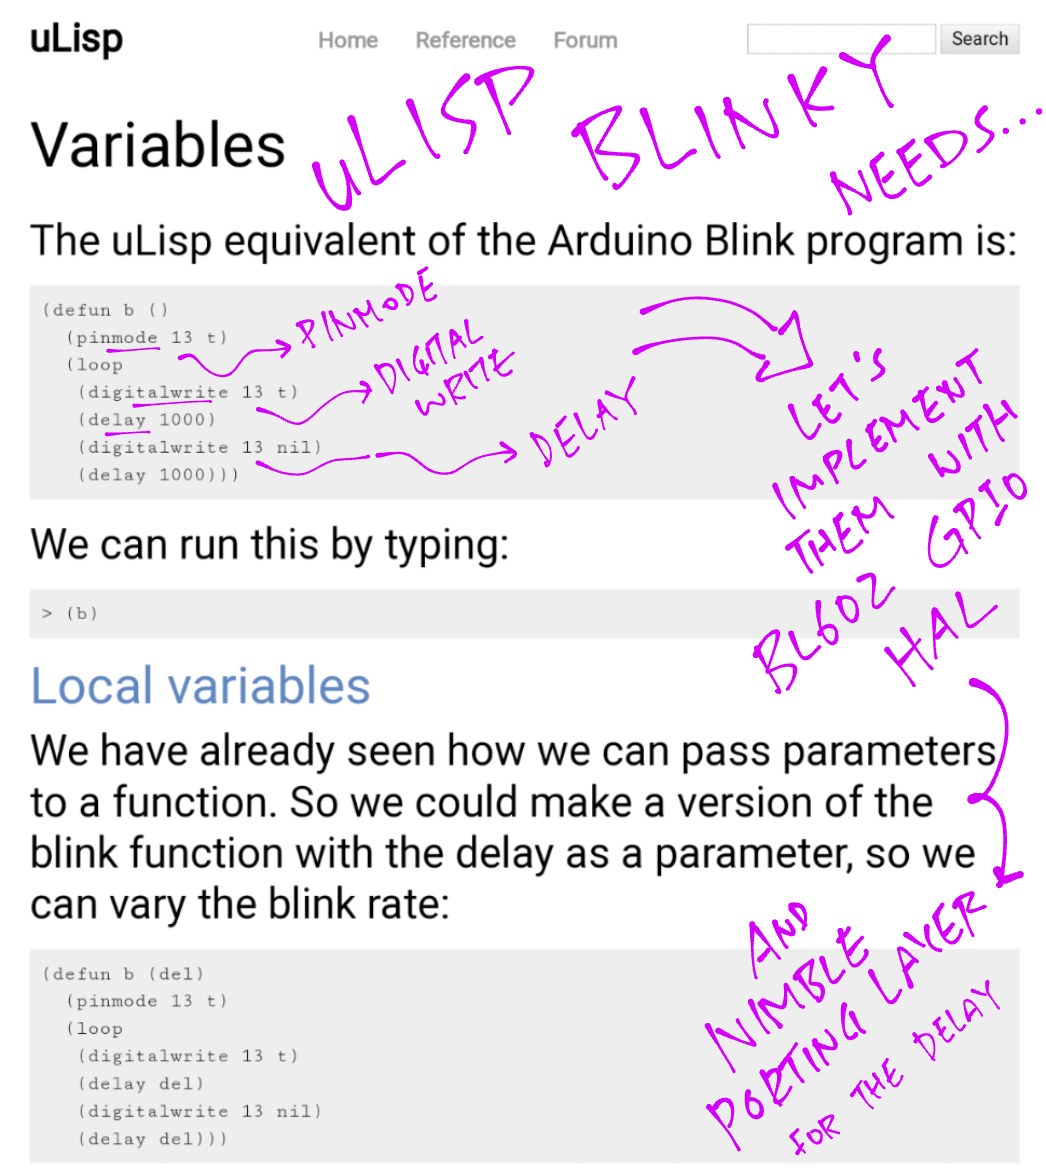 uLisp Home Reference Forum Search
uLISP BLINKY
NEEDS...
Variables
The uLisp equivalent of the Arduino Blink program is:
(defun b ()
(pinmode 13 t)
(loop
(digitalwrite 13 t)
(delay 1000)
(digitalwrite 13 nil)
(delay 1000)))
PINMODE
DIGITAL
WRITE
DELAY
LET'S
IMPLEMENT
THEM WITH
BL602 GPIO
HAL
We can run this by typing:
> (b)
Local variables
We have already seen how we can pass parameters
to a function. So we could make a version of the
blink function with the delay as a parameter, so we
can vary the blink rate:
AND
NIMBLE
PORTING LAYER
FOR THE DELAY
(defun b (del)
(pinmode 13 t)
(loop
(digitalwrite 13 t)
(delay del)
(digitalwrite 13 nil)
(delay del)))